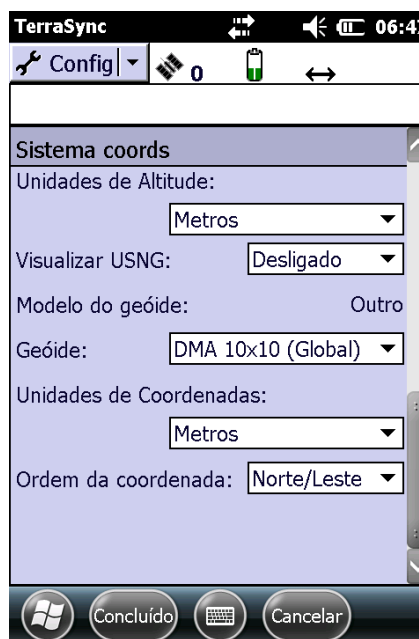 TerraSync
06:4
Config
0
Sistema coords
Unidades de Altitude:
Metros
Visualizar USNG:
Desligado
Modelo do geóide:
Outro
Geóide:
DMA 10x10 (Global)
Unidades de Coordenadas:
Metros
Ordem da coordenada:
Norte/Leste
Concluído
Cancelar